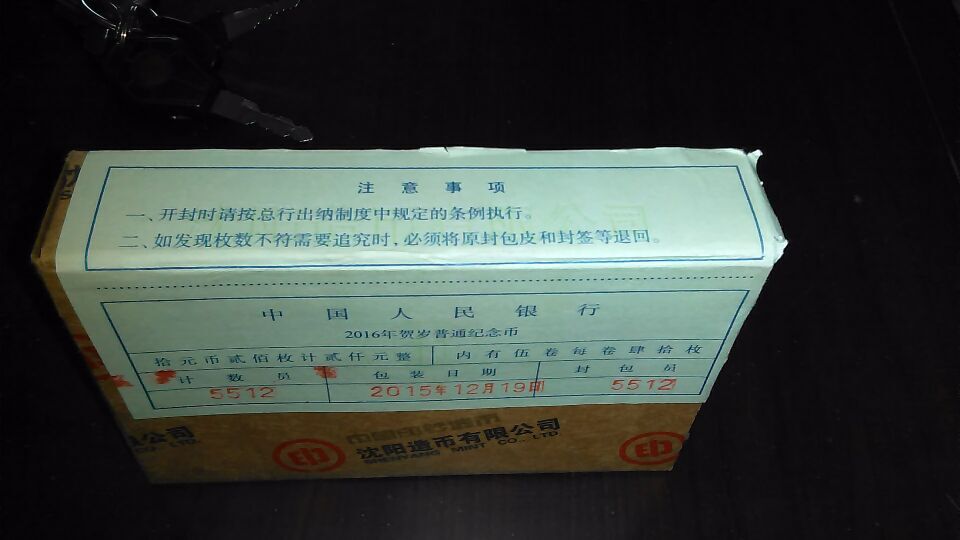 注意事项
一、开封时请按总行出纳制度中规定的条例执行。
二、如发现枚数不符需要追究时，必须将原封包皮和封签等退回。
中国人民银行
2016年贺岁普通纪念币
拾元币贰佰枚计贰仟元整 内有伍卷每卷肆拾枚
计数员 包装日期 封包员
5512 2015年12月19日 5512
公司 沈阳造币有限公司 印
LTD. SHENYANG MINT CO., LTD.